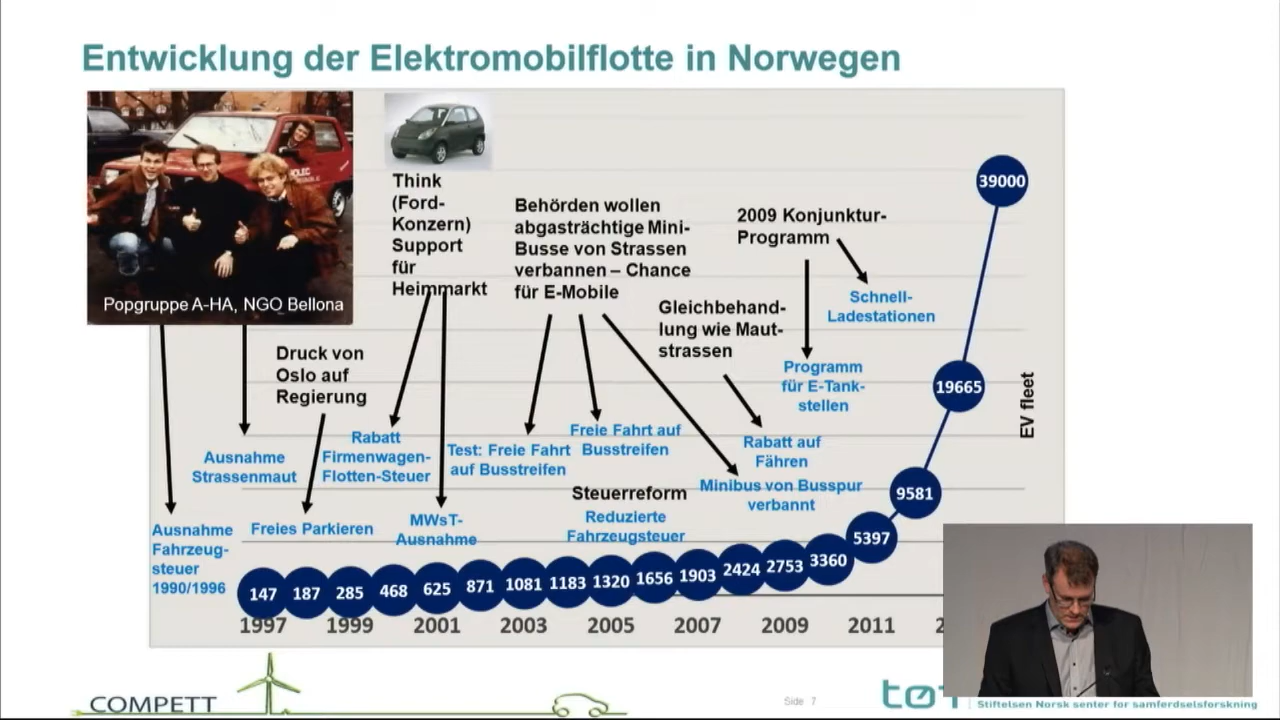 Entwicklung der Elektromobilflotte in Norwegen
Popgruppe A-HA, NGO Bellona
Think
(Ford-
Konzern)
Support
für
Heimmarkt
Behörden wollen
abgasträchtige Mini-
Busse von Strassen
verbannen – Chance
für E-Mobile
2009 Konjunktur-
Programm
Schnell-
Ladestationen
Gleichbehand-
lung wie Maut-
strassen
Programm
für E-Tank-
stellen
Druck von
Oslo auf
Regierung
Ausnahme
Strassenmaut
Rabatt
Firmenwagen-
Flotten-Steuer
Test: Freie Fahrt
auf Busstreifen
Freie Fahrt auf
Busstreifen
Rabatt auf
Fähren
Minibus von Busspur
verbannt
Steuerreform
Reduzierte
Fahrzeugsteuer
Ausnahme
Fahrzeug-
steuer
1990/1996
Freies Parkieren
MWsT-
Ausnahme
EV fleet
147 187 285 468 625 871 1081 1183 1320 1656 1903 2424 2753 3360 5397 9581 19665 39000
1997 1999 2001 2003 2005 2007 2009 2011
COMPETT
Side 7
tøi
Stiftelsen Norsk senter for samferdselsforskning